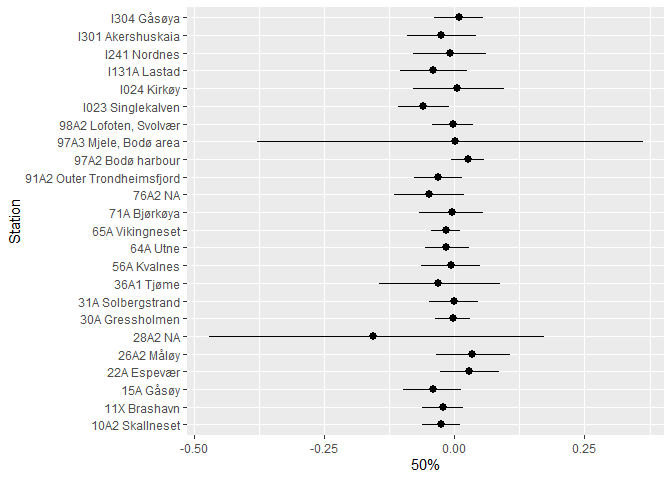 I304 Gåsøya
I301 Akershuskaia
I241 Nordnes
I131A Lastad
I024 Kirkøy
I023 Singlekalven
98A2 Lofoten, Svolvær
97A3 Mjele, Bodø area
97A2 Bodø harbour
91A2 Outer Trondheimsfjord
76A2 NA
71A Bjørkøya
65A Vikingneset
64A Utne
56A Kvalnes
36A1 Tjøme
31A Solbergstrand
30A Gressholmen
28A2 NA
26A2 Måløy
22A Espevær
15A Gåsøy
11X Brashavn
10A2 Skallneset
Station
-0.50 -0.25 0.00 0.25
50%